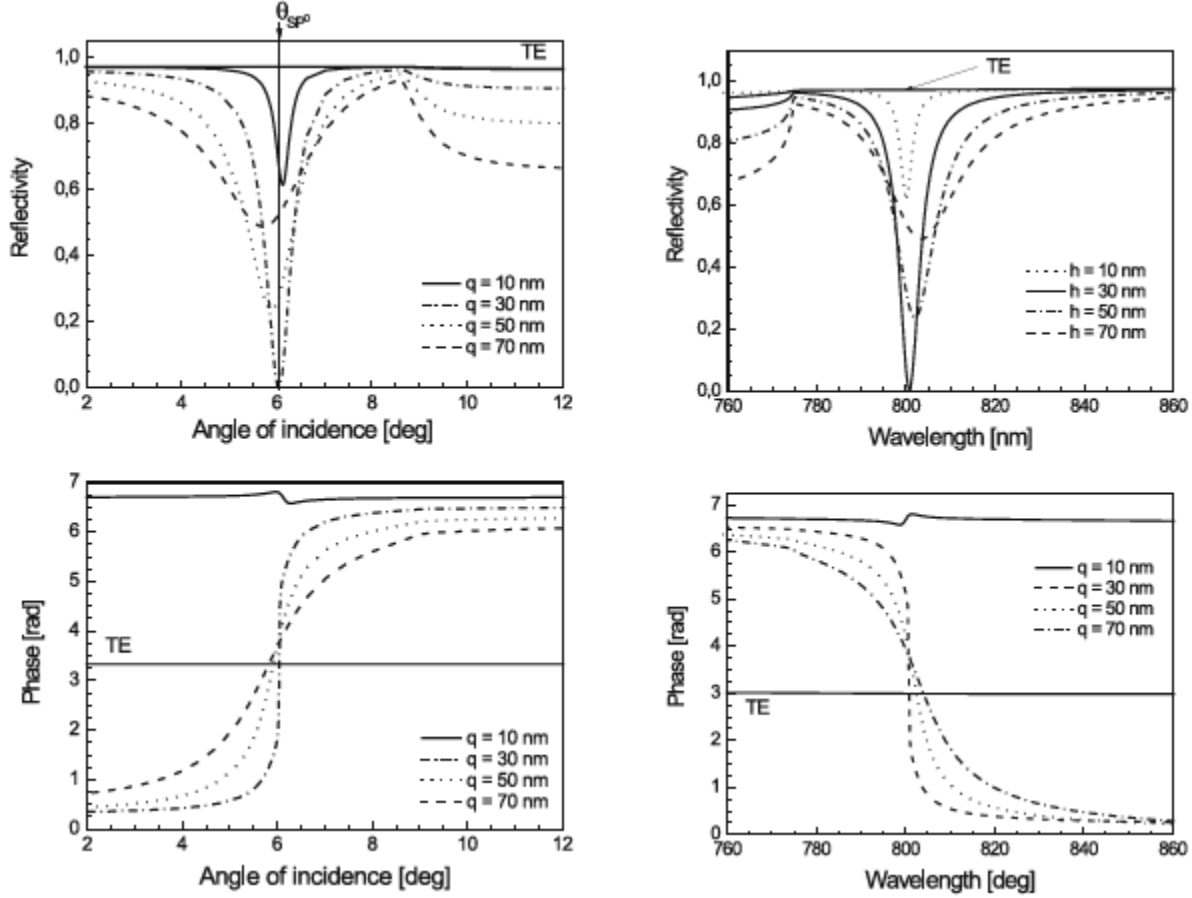 θSP0
TE
1,0
0,8
0,6
0,4
0,2
0,0
Reflectivity
q = 10 nm
q = 30 nm
q = 50 nm
q = 70 nm
2 4 6 8 10 12
Angle of incidence [deg]
TE
1,0
0,8
0,6
0,4
0,2
0,0
Reflectivity
h = 10 nm
h = 30 nm
h = 50 nm
h = 70 nm
760 780 800 820 840 860
Wavelength [nm]
7
6
5
4
3
2
1
0
Phase [rad]
TE
q = 10 nm
q = 30 nm
q = 50 nm
q = 70 nm
2 4 6 8 10 12
Angle of incidence [deg]
7
6
5
4
3
2
1
0
Phase [rad]
q = 10 nm
q = 30 nm
q = 50 nm
q = 70 nm
TE
760 780 800 820 840 860
Wavelength [deg]